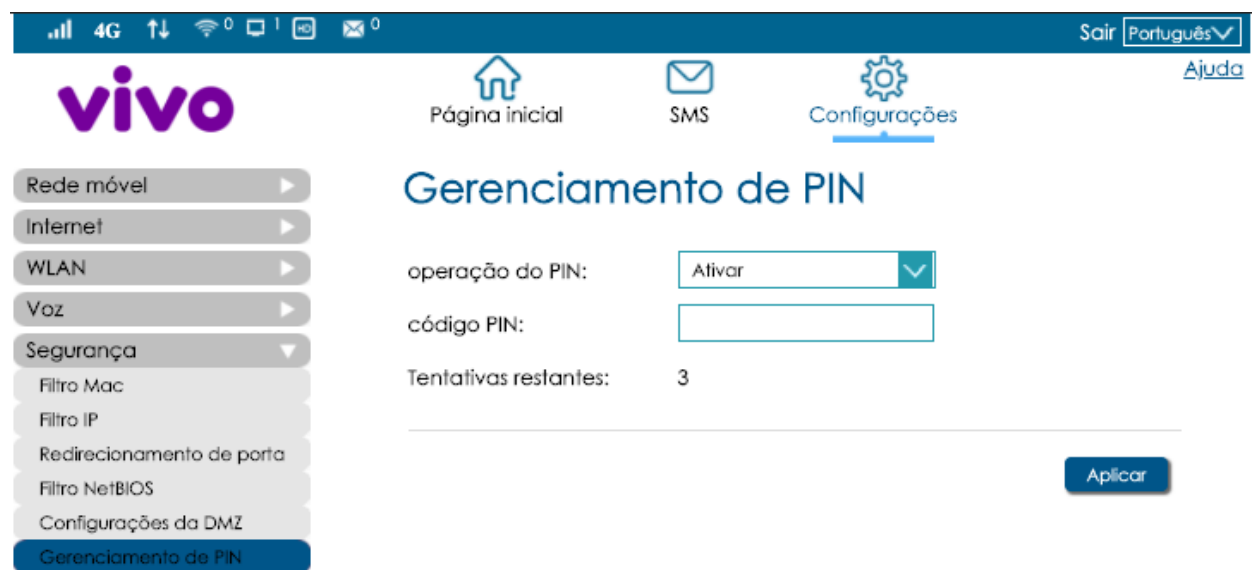 4G 0 1 HD 0 Sair Português
Ajuda
vivo
Página inicial SMS Configurações
Rede móvel
Internet
WLAN
Voz
Segurança
Filtro Mac
Filtro IP
Redirecionamento de porta
Filtro NetBIOS
Configurações da DMZ
Gerenciamento de PIN
Gerenciamento de PIN
operação do PIN: Ativar
código PIN:
Tentativas restantes: 3
Aplicar